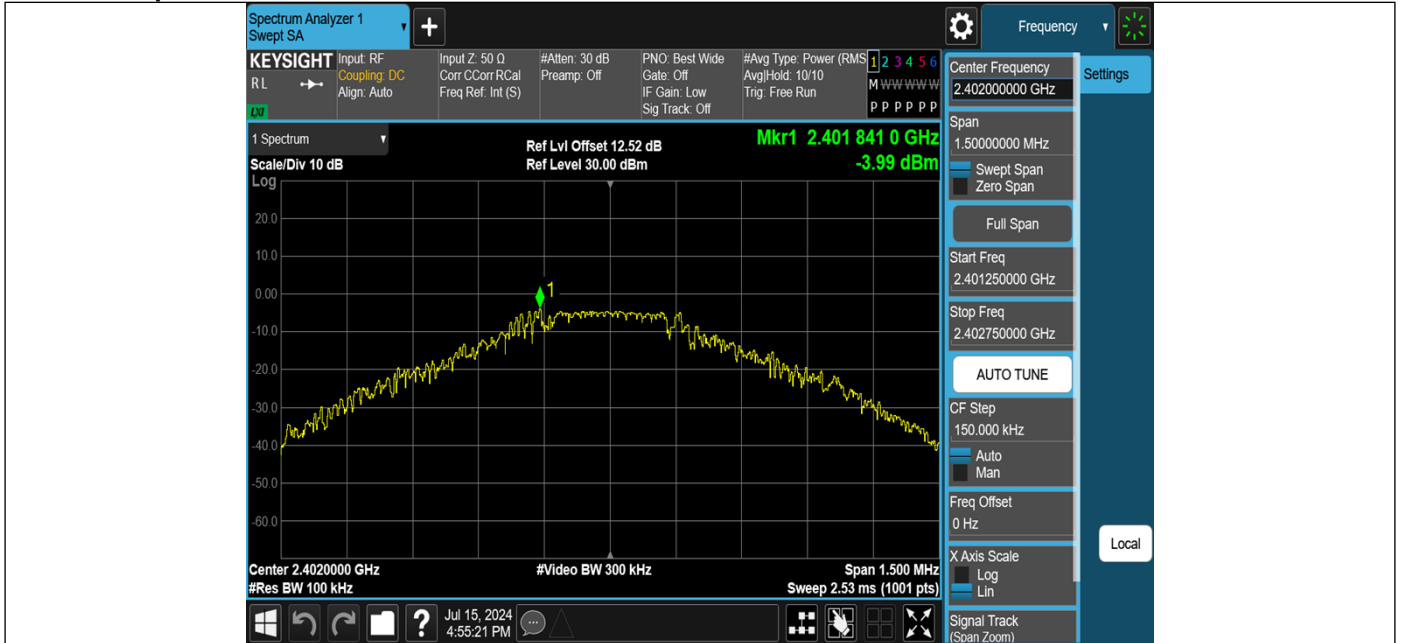 Spectrum Analyzer 1
Swept SA
+
Frequency
KEYSIGHT
RL
LXI
Input: RF
Coupling: DC
Align: Auto
Input Z: 50 Ω
Corr CCorr RCal
Freq Ref: Int (S)
#Atten: 30 dB
Preamp: Off
PNO: Best Wide
Gate: Off
IF Gain: Low
Sig Track: Off
#Avg Type: Power (RMS
Avg|Hold: 10/10
Trig: Free Run
1 2 3 4 5 6
M W W W W W
P P P P P P
1 Spectrum
Scale/Div 10 dB
Ref Lvl Offset 12.52 dB
Ref Level 30.00 dBm
Mkr1 2.401 841 0 GHz
-3.99 dBm
Log
20.0
10.0
0.00
-10.0
-20.0
-30.0
-40.0
-50.0
-60.0
1
Center 2.4020000 GHz
#Res BW 100 kHz
#Video BW 300 kHz
Span 1.500 MHz
Sweep 2.53 ms (1001 pts)
?
Jul 15, 2024
4:55:21 PM
Center Frequency
2.402000000 GHz
Span
1.50000000 MHz
Swept Span
Zero Span
Full Span
Start Freq
2.401250000 GHz
Stop Freq
2.402750000 GHz
AUTO TUNE
CF Step
150.000 kHz
Auto
Man
Freq Offset
0 Hz
X Axis Scale
Log
Lin
Signal Track
(Span Zoom)
Settings
Local